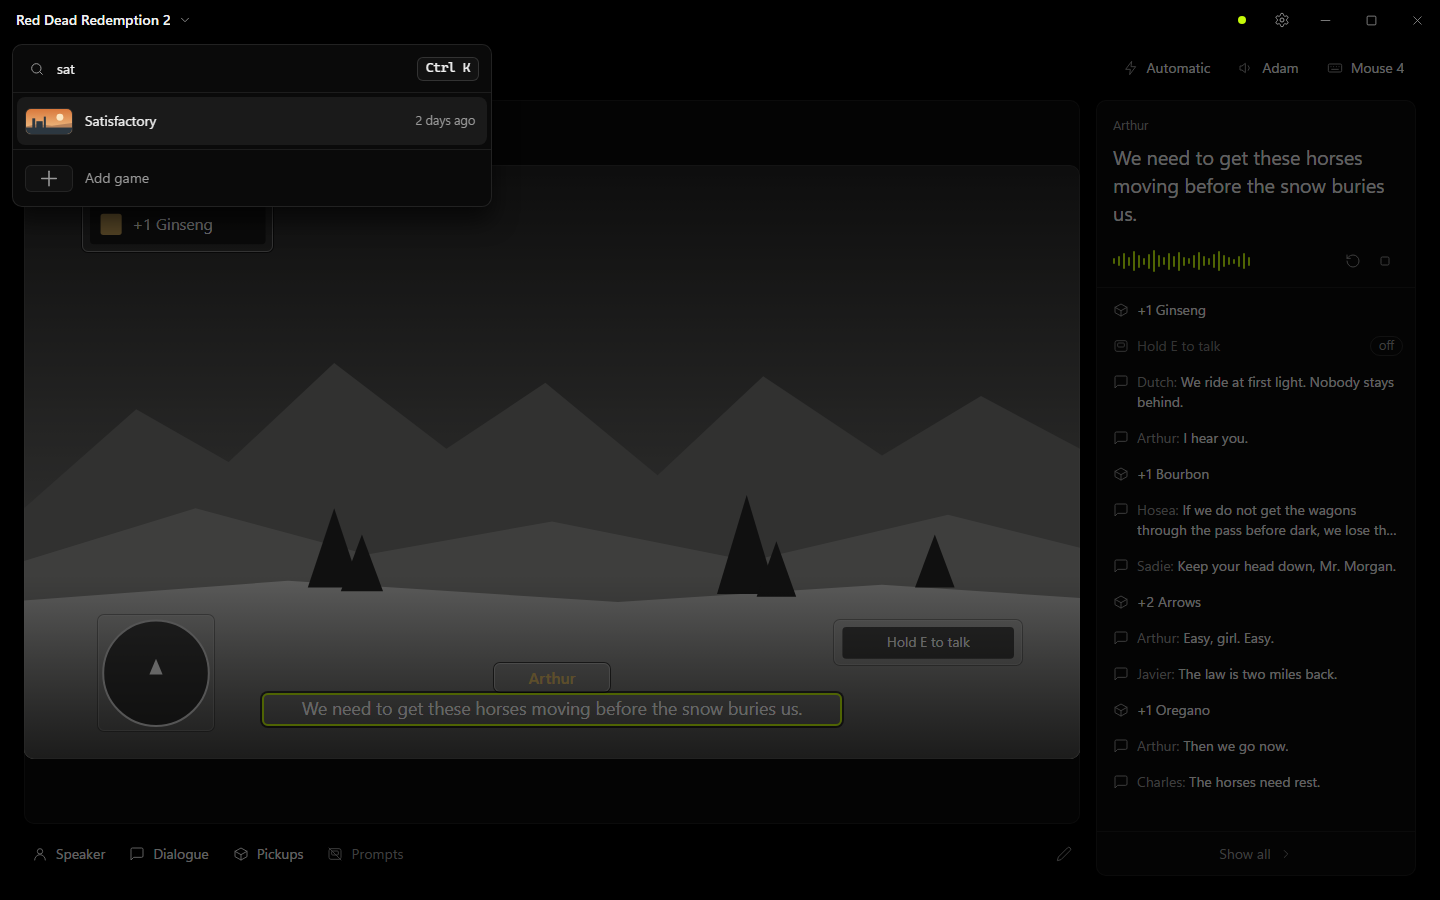 Red Dead Redemption 2
sat
Ctrl K
Satisfactory
2 days ago
Add game
Automatic
Adam
Mouse 4
+1 Ginseng
Hold E to talk
Arthur
We need to get these horses moving before the snow buries us.
Speaker
Dialogue
Pickups
Prompts
Arthur
We need to get these horses
moving before the snow buries
us.
+1 Ginseng
Hold E to talk
off
Dutch: We ride at first light. Nobody stays
behind.
Arthur: I hear you.
+1 Bourbon
Hosea: If we do not get the wagons
through the pass before dark, we lose th...
Sadie: Keep your head down, Mr. Morgan.
+2 Arrows
Arthur: Easy, girl. Easy.
Javier: The law is two miles back.
+1 Oregano
Arthur: Then we go now.
Charles: The horses need rest.
Show all